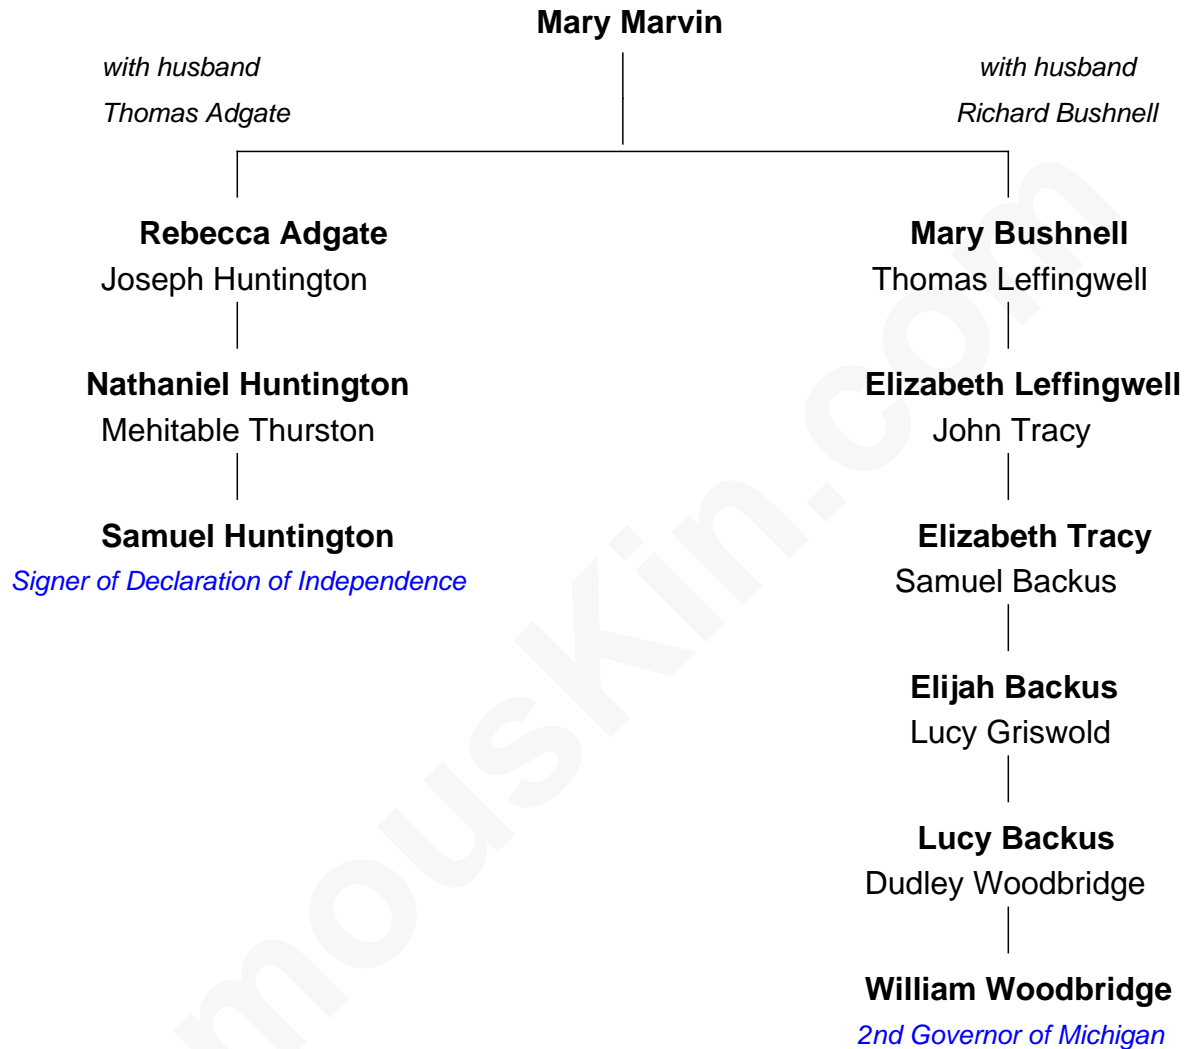 Mary Marvin
with husband
Thomas Adgate
with husband
Richard Bushnell
Rebecca Adgate
Joseph Huntington
Nathaniel Huntington
Mehitable Thurston
Samuel Huntington
Signer of Declaration of Independence
Mary Bushnell
Thomas Leffingwell
Elizabeth Leffingwell
John Tracy
Elizabeth Tracy
Samuel Backus
Elijah Backus
Lucy Griswold
Lucy Backus
Dudley Woodbridge
William Woodbridge
2nd Governor of Michigan
mouskin.com